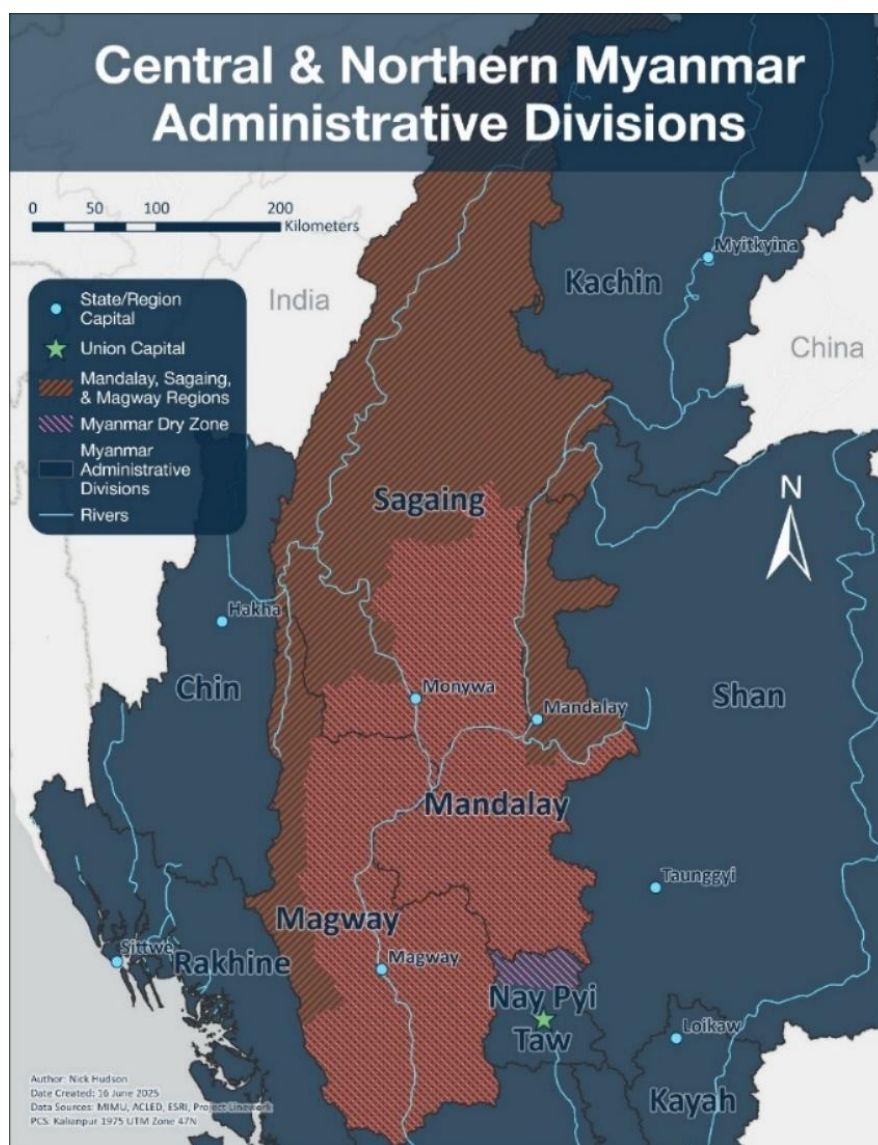 Central & Northern Myanmar
Administrative Divisions
0 50 100 200
Kilometers
State/Region
Capital
Union Capital
Mandalay, Sagaing,
& Magway Regions
Myanmar Dry Zone
Myanmar
Administrative
Divisions
Rivers
India
Kachin
Myitkyina
China
Sagaing
N
Hakha
Chin
Monywa
Mandalay
Shan
Mandalay
Taunggyi
Magway
Sittwe
Rakhine
Magway
Nay Pyi
Taw
Loikaw
Kayah
Author: Nick Hudson
Date Created: 16 June 2025
Data Sources: MIMU, ACLED, ESRI, Project Linework
PCS: Kalianpur 1975 UTM Zone 47N